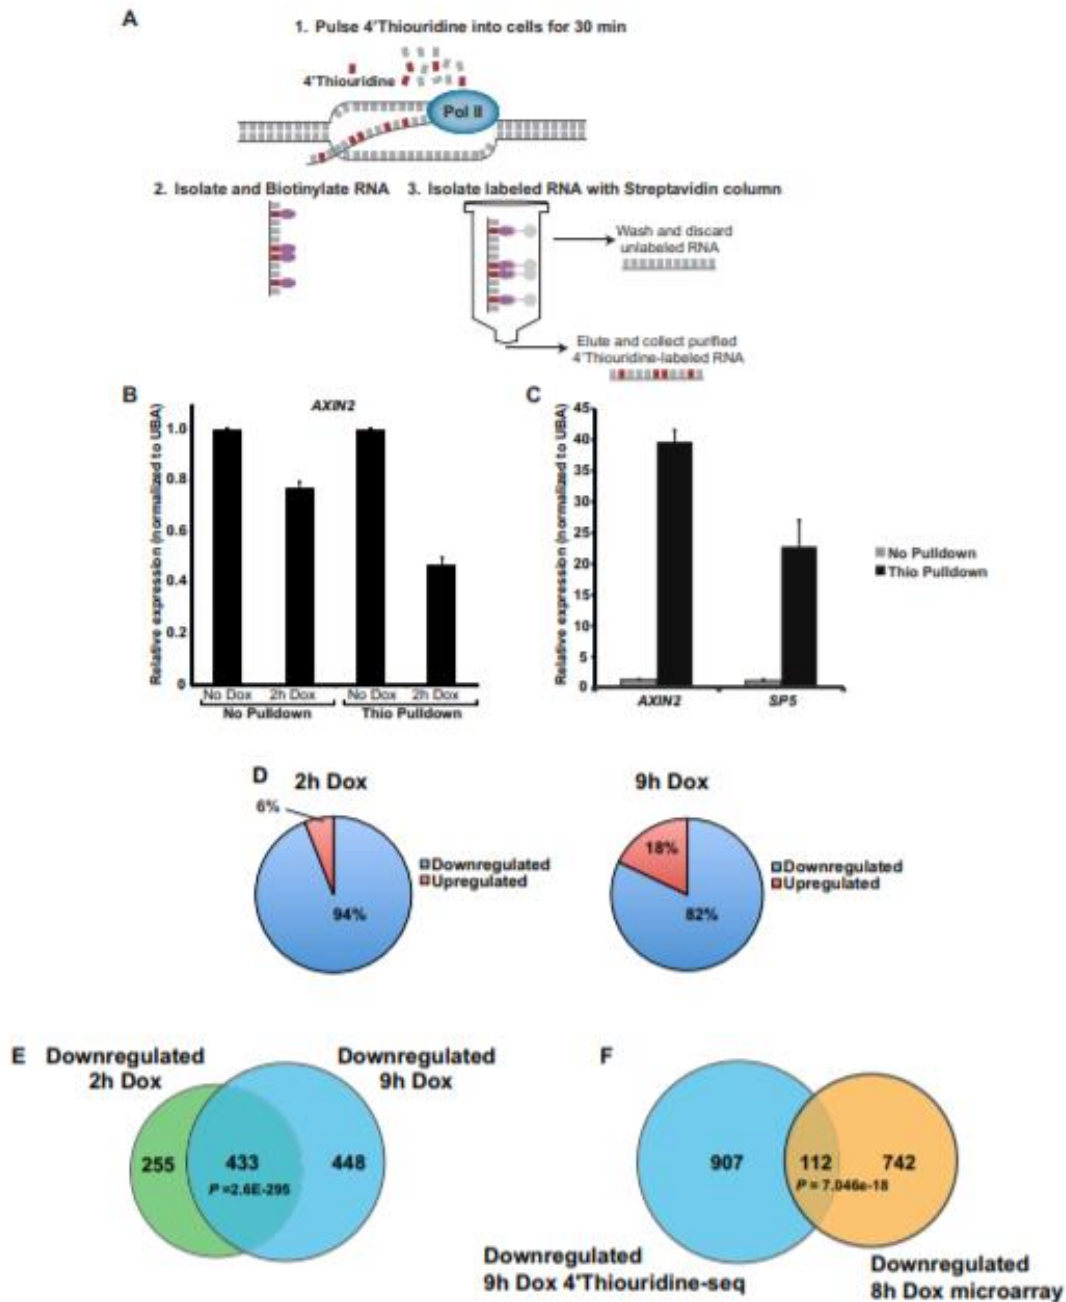 A
1. Pulse 4'Thiouridine into cells for 30 min
4'Thiouridine
Pol II
2. Isolate and Biotinylate RNA
3. Isolate labeled RNA with Streptavidin column
Wash and discard
unlabeled RNA
Elute and collect purified
4'Thiouridine-labeled RNA
B
AXIN2
Relative expression (normalized to UBA)
1.0
0.8
0.6
0.4
0.2
0
No Dox
2h Dox
No Dox
2h Dox
No Pulldown
Thio Pulldown
C
Relative expression (normalized to UBA)
45
40
35
30
25
20
15
10
5
0
AXIN2
SP5
No Pulldown
Thio Pulldown
D
2h Dox
6%
94%
Downregulated
Upregulated
9h Dox
18%
82%
Downregulated
Upregulated
E
Downregulated
2h Dox
Downregulated
9h Dox
255
433
P =2.6E-295
448
F
907
112
P = 7.046e-18
742
Downregulated
9h Dox 4'Thiouridine-seq
Downregulated
8h Dox microarray